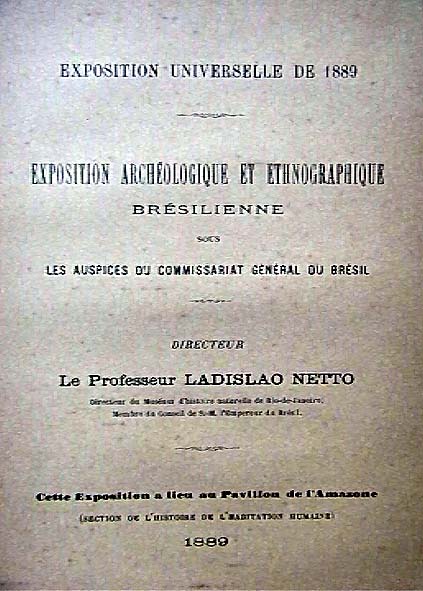 EXPOSITION UNIVERSELLE DE 1889
EXPOSITION ARCHÉOLOGIQUE ET ETHNOGRAPHIQUE
BRÉSILIENNE
SOUS
LES AUSPICES DU COMMISSARIAT GÉNÉRAL DU BRÉSIL
DIRECTEUR
Le Professeur LADISLAO NETTO
Directeur du Muséum d'histoire naturelle de Rio-de-Janeiro,
Membre du Conseil de S. M. l'Empereur du Brésil.
Cette Exposition a lieu au Pavillon de l'Amazone
(SECTION DE L'HISTOIRE DE L'HABITATION HUMAINE)
1889